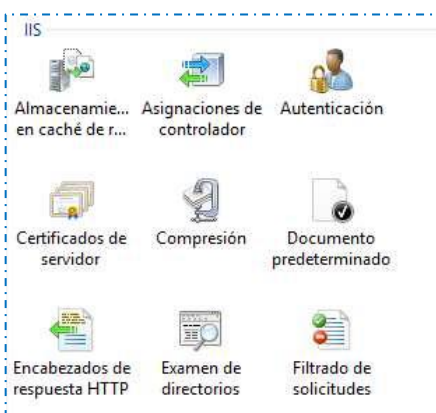 IIS
Almacenamie... Asignaciones de Autenticación
en caché de r... controlador
Certificados de Compresión Documento
servidor predeterminado
Encabezados de Examen de Filtrado de
respuesta HTTP directorios solicitudes